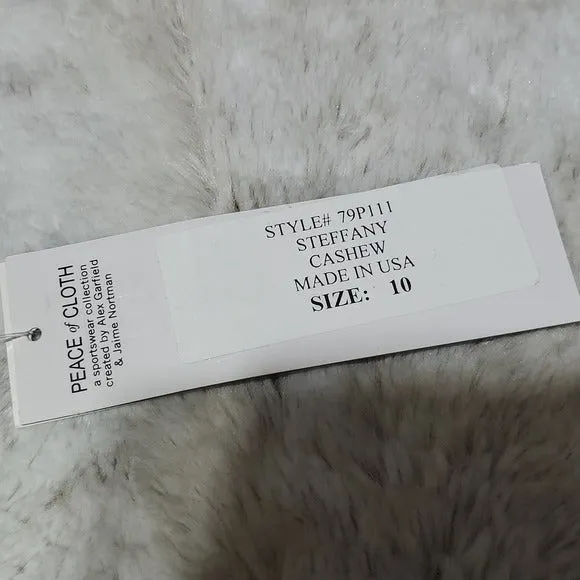 PEACE of CLOTH
a sportswear collection
created by Alex Garfield
& Jaime Nortman
STYLE# 79P111
STEFFANY
CASHEW
MADE IN USA
SIZE: 10